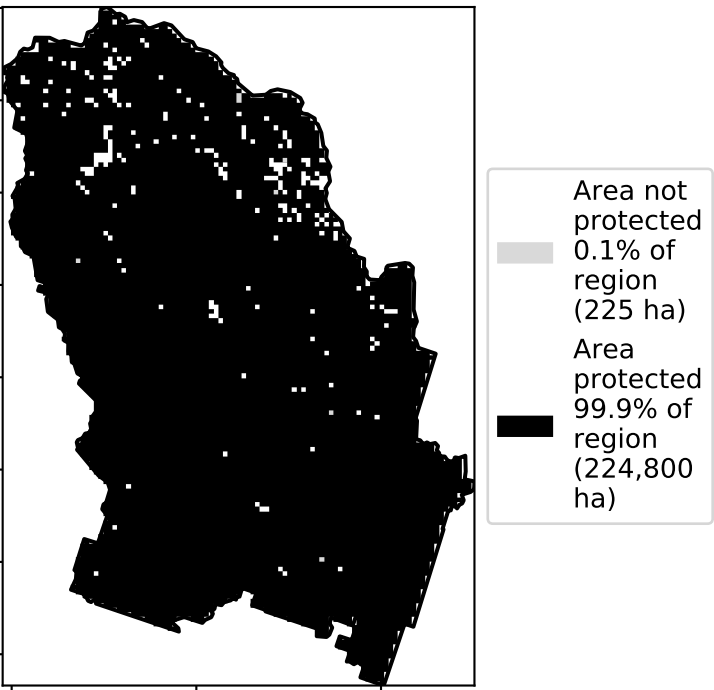 Area not
protected
0.1% of
region
(225 ha)
Area
protected
99.9% of
region
(224,800
ha)